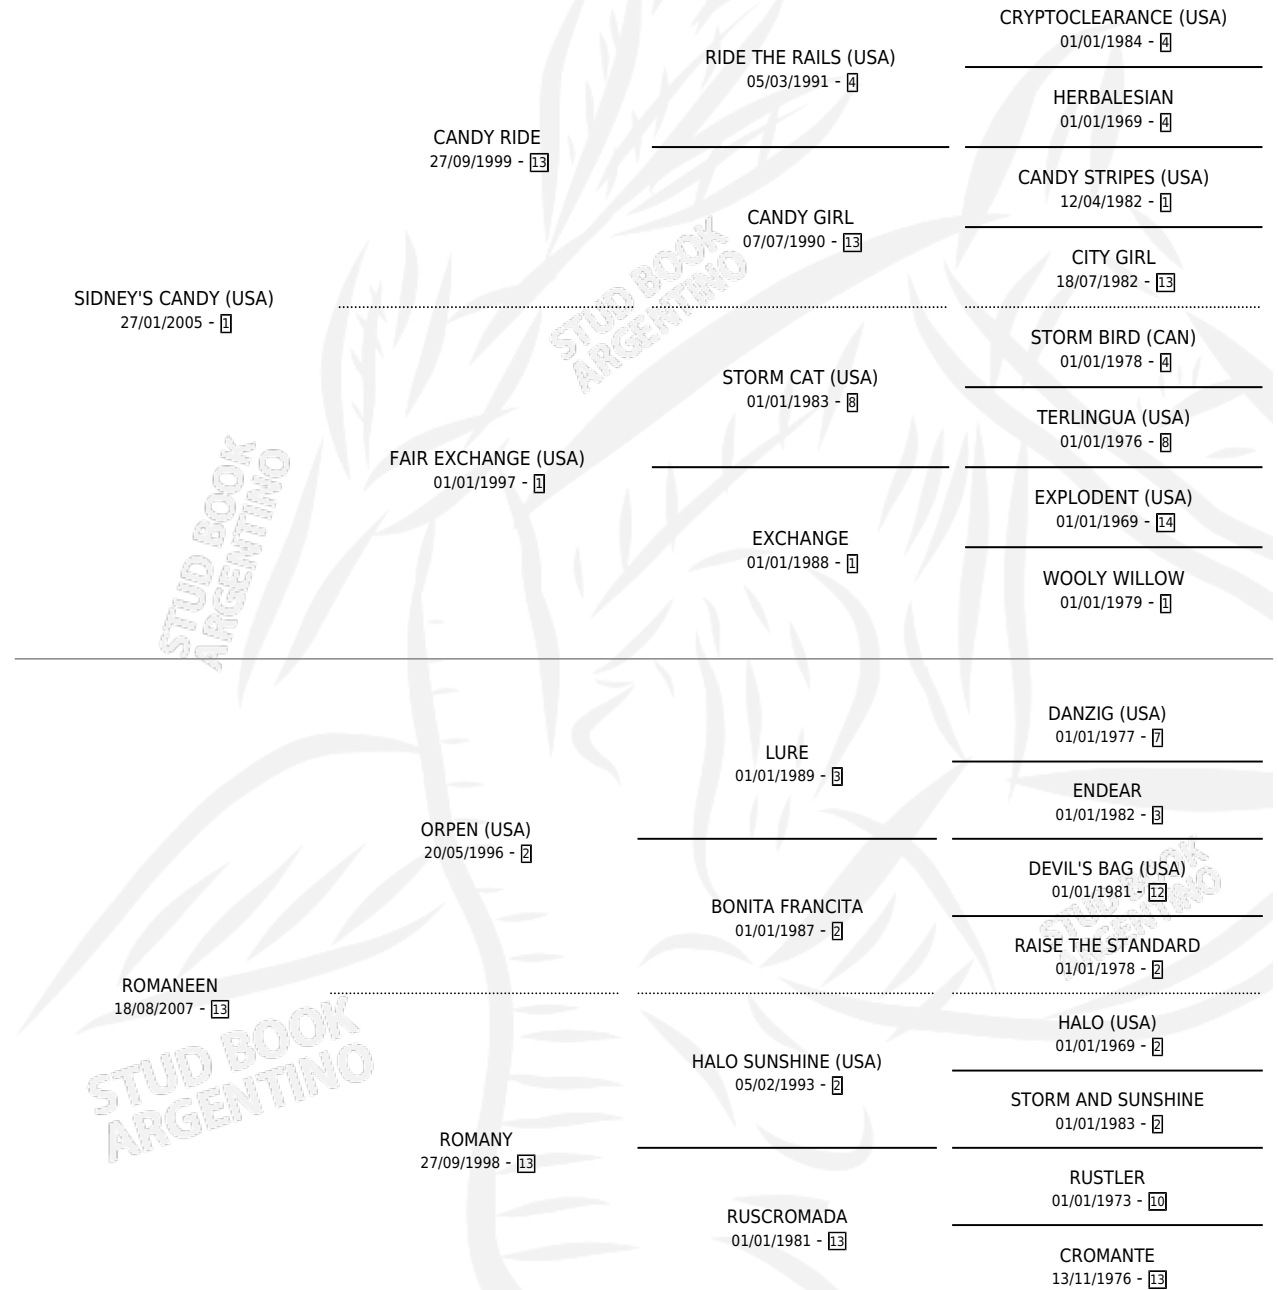 CRYPTOCLEARANCE (USA)
01/01/1984 - 4
RIDE THE RAILS (USA)
05/03/1991 - 4
HERBALESIAN
01/01/1969 - 4
CANDY RIDE
27/09/1999 - 13
CANDY STRIPES (USA)
12/04/1982 - 1
CANDY GIRL
07/07/1990 - 13
CITY GIRL
18/07/1982 - 13
SIDNEY'S CANDY (USA)
27/01/2005 - 1
STUD BOOK
ARGENTINO
STORM BIRD (CAN)
01/01/1978 - 4
STORM CAT (USA)
01/01/1983 - 8
TERLINGUA (USA)
01/01/1976 - 8
FAIR EXCHANGE (USA)
01/01/1997 - 1
EXPLODENT (USA)
01/01/1969 - 14
EXCHANGE
01/01/1988 - 1
WOOLY WILLOW
01/01/1979 - 1
STUD BOOK
ARGENTINO
DANZIG (USA)
01/01/1977 - 7
LURE
01/01/1989 - 3
ENDEAR
01/01/1982 - 3
ORPEN (USA)
20/05/1996 - 2
DEVIL'S BAG (USA)
01/01/1981 - 12
BONITA FRANCITA
01/01/1987 - 2
STUD BOOK
ARGENTINO
RAISE THE STANDARD
01/01/1978 - 2
ROMANEEN
18/08/2007 - 13
HALO (USA)
01/01/1969 - 2
HALO SUNSHINE (USA)
05/02/1993 - 2
STUD BOOK
ARGENTINO
STORM AND SUNSHINE
01/01/1983 - 2
ROMANY
27/09/1998 - 13
RUSTLER
01/01/1973 - 10
RUSCROMADA
01/01/1981 - 13
CROMANTE
13/11/1976 - 13